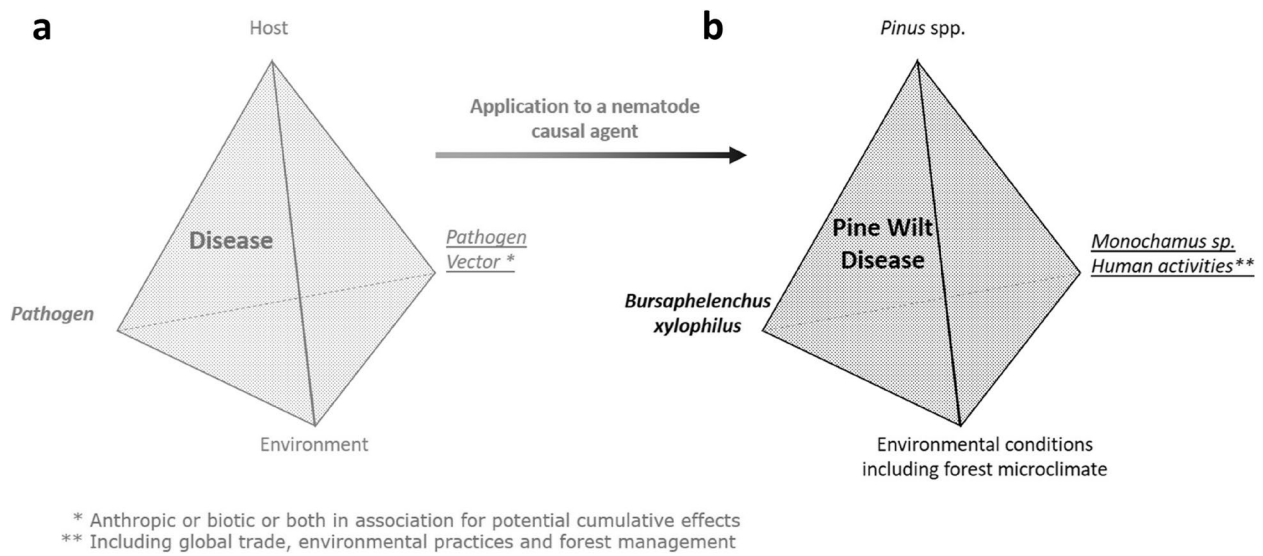 a
Host
Application to a nematode
causal agent
Disease
Pathogen
Vector *
Pathogen
Environment
b
Pinus spp.
Pine Wilt
Disease
Monochamus sp.
Human activities**
Bursaphelenchus
xylophilus
Environmental conditions
including forest microclimate
* Anthropic or biotic or both in association for potential cumulative effects
** Including global trade, environmental practices and forest management